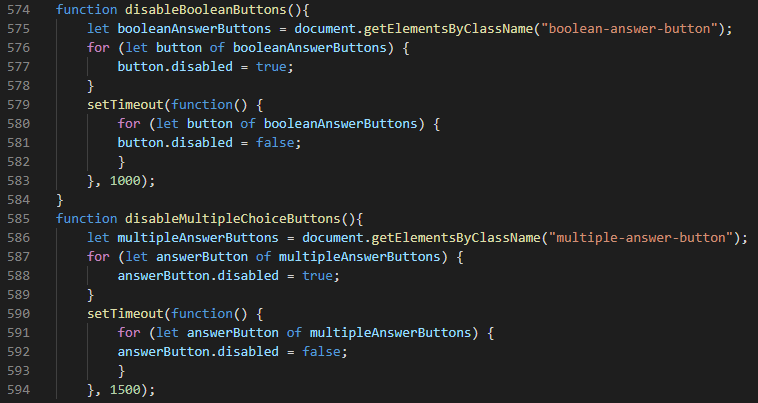 574 function disableBooleanButtons(){
575     let booleanAnswerButtons = document.getElementsByClassName("boolean-answer-button");
576     for (let button of booleanAnswerButtons) {
577         button.disabled = true;
578     }
579     setTimeout(function() {
580         for (let button of booleanAnswerButtons) {
581         button.disabled = false;
582         }
583     }, 1000);
584 }
585 function disableMultipleChoiceButtons(){
586     let multipleAnswerButtons = document.getElementsByClassName("multiple-answer-button");
587     for (let answerButton of multipleAnswerButtons) {
588         answerButton.disabled = true;
589     }
590     setTimeout(function() {
591         for (let answerButton of multipleAnswerButtons) {
592         answerButton.disabled = false;
593         }
594     }, 1500);